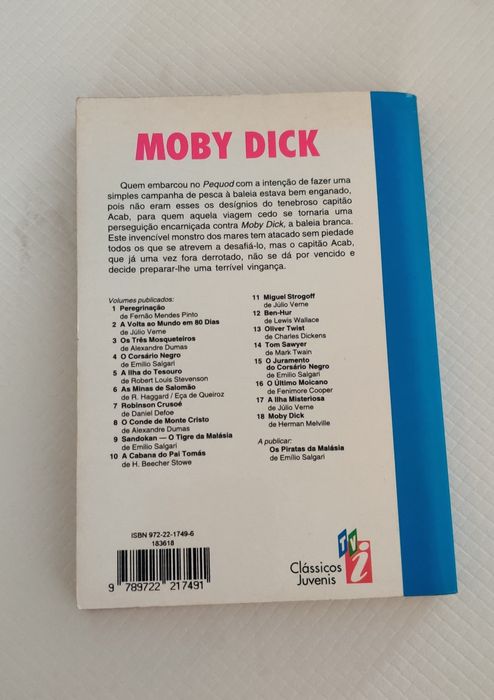 MOBY DICK
Quem embarcou no Pequod com a intenção de fazer uma
simples campanha de pesca à baleia estava bem enganado,
pois não eram esses os desígnios do tenebroso capitão
Acab, para quem aquela viagem cedo se tornaria uma
perseguição encarniçada contra Moby Dick, a baleia branca.
Este invencível monstro dos mares tem atacado sem piedade
todos os que se atrevem a desafiá-lo, mas o capitão Acab,
que já uma vez fora derrotado, não se dá por vencido e
decide preparar-lhe uma terrível vingança.
Volumes publicados:
1 Peregrinação
de Fernão Mendes Pinto
2 A Volta ao Mundo em 80 Dias
de Júlio Verne
3 Os Três Mosqueteiros
de Alexandre Dumas
4 O Corsário Negro
de Emílio Salgari
5 A Ilha do Tesouro
de Robert Louis Stevenson
6 As Minas de Salomão
de R. Haggard / Eça de Queiroz
7 Robinson Crusoé
de Daniel Defoe
8 O Conde de Monte Cristo
de Alexandre Dumas
9 Sandokan — O Tigre da Malásia
de Emílio Salgari
10 A Cabana do Pai Tomás
de H. Beecher Stowe
11 Miguel Strogoff
de Júlio Verne
12 Ben-Hur
de Lewis Wallace
13 Oliver Twist
de Charles Dickens
14 Tom Sawyer
de Mark Twain
15 O Juramento
do Corsário Negro
de Emílio Salgari
16 O Último Moicano
de Fenimore Cooper
17 A Ilha Misteriosa
de Júlio Verne
18 Moby Dick
de Herman Melville
A publicar:
Os Piratas da Malásia
de Emílio Salgari
ISBN 972-22-1749-6
183618
9 789722 217491
TV i
Clássicos
Juvenis